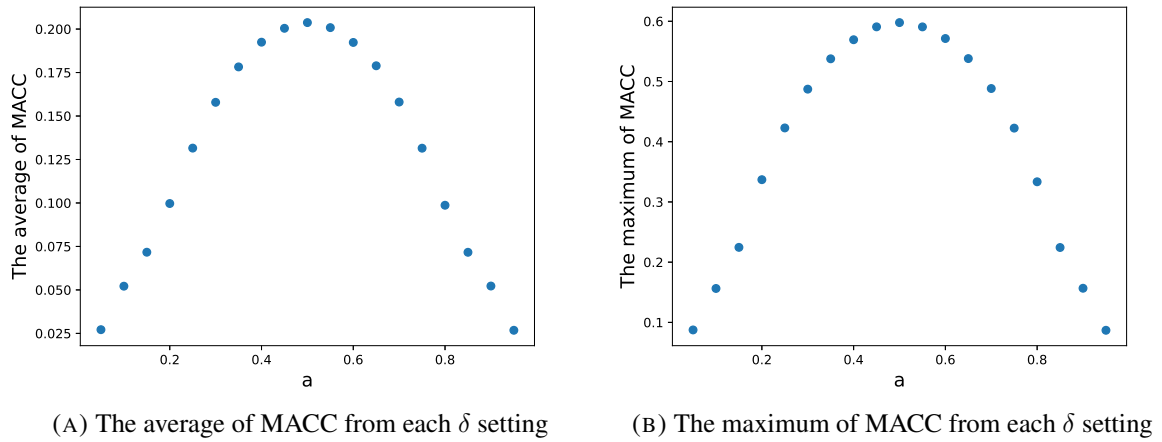 0.200
0.175
0.150
0.125
0.100
0.075
0.050
0.025
The average of MACC
0.2 0.4 0.6 0.8
a
(A) The average of MACC from each δ setting
0.6
0.5
0.4
0.3
0.2
0.1
The maximum of MACC
0.2 0.4 0.6 0.8
a
(B) The maximum of MACC from each δ setting